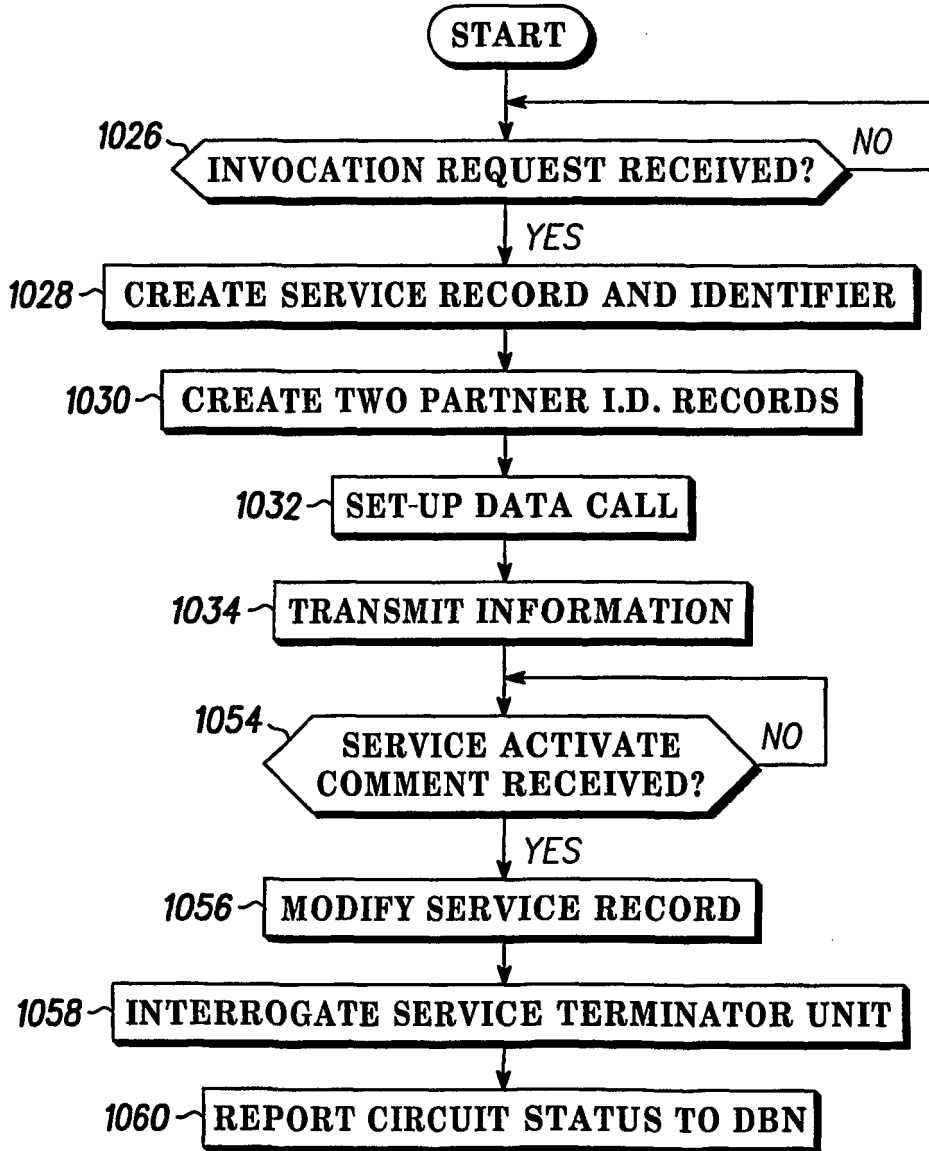 START
1026
INVOCATION REQUEST RECEIVED?
NO
YES
1028
CREATE SERVICE RECORD AND IDENTIFIER
1030
CREATE TWO PARTNER I.D. RECORDS
1032
SET-UP DATA CALL
1034
TRANSMIT INFORMATION
1054
SERVICE ACTIVATE
COMMENT RECEIVED?
NO
YES
1056
MODIFY SERVICE RECORD
1058
INTERROGATE SERVICE TERMINATOR UNIT
1060
REPORT CIRCUIT STATUS TO DBN